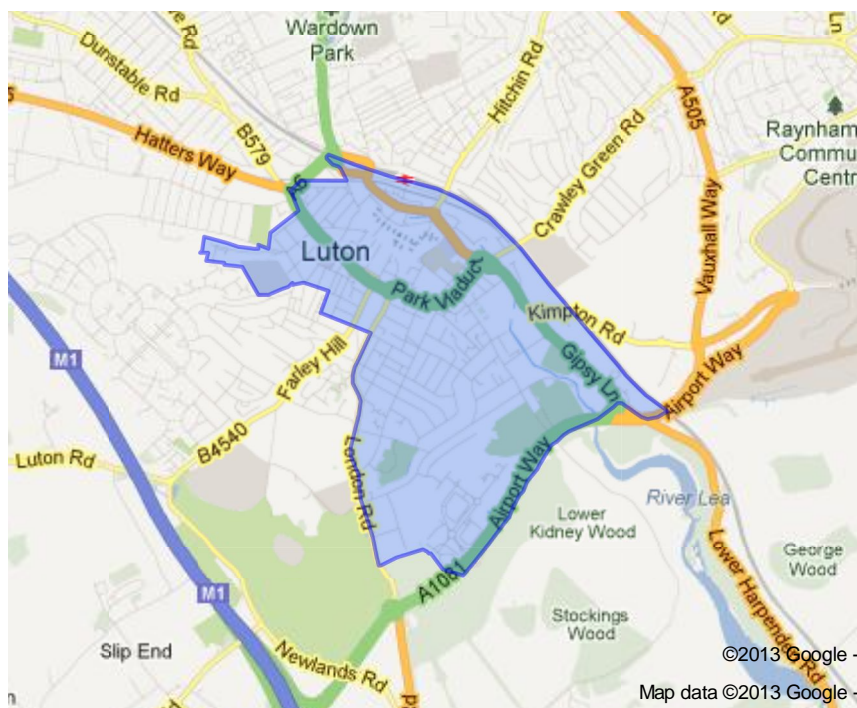 Wardown
Park
Dunstable Rd
Rd
Ln
Hitchin Rd
A505
Hatters Way
B579
Crawley Green Rd
Raynham
Commu
Centr
A6
Vauxhall Way
Luton
Park Viaduct
Kimpton Rd
Gipsy Ln
Airport Way
M1
Farley Hill
B4540
Luton Rd
London Rd
Airport Way
River Lea
Lower
Kidney Wood
George
Wood
A1081
Lower Harpenden Rd
M1
Stockings
Wood
Slip End
Newlands Rd
©2013 Google -
Map data ©2013 Google -